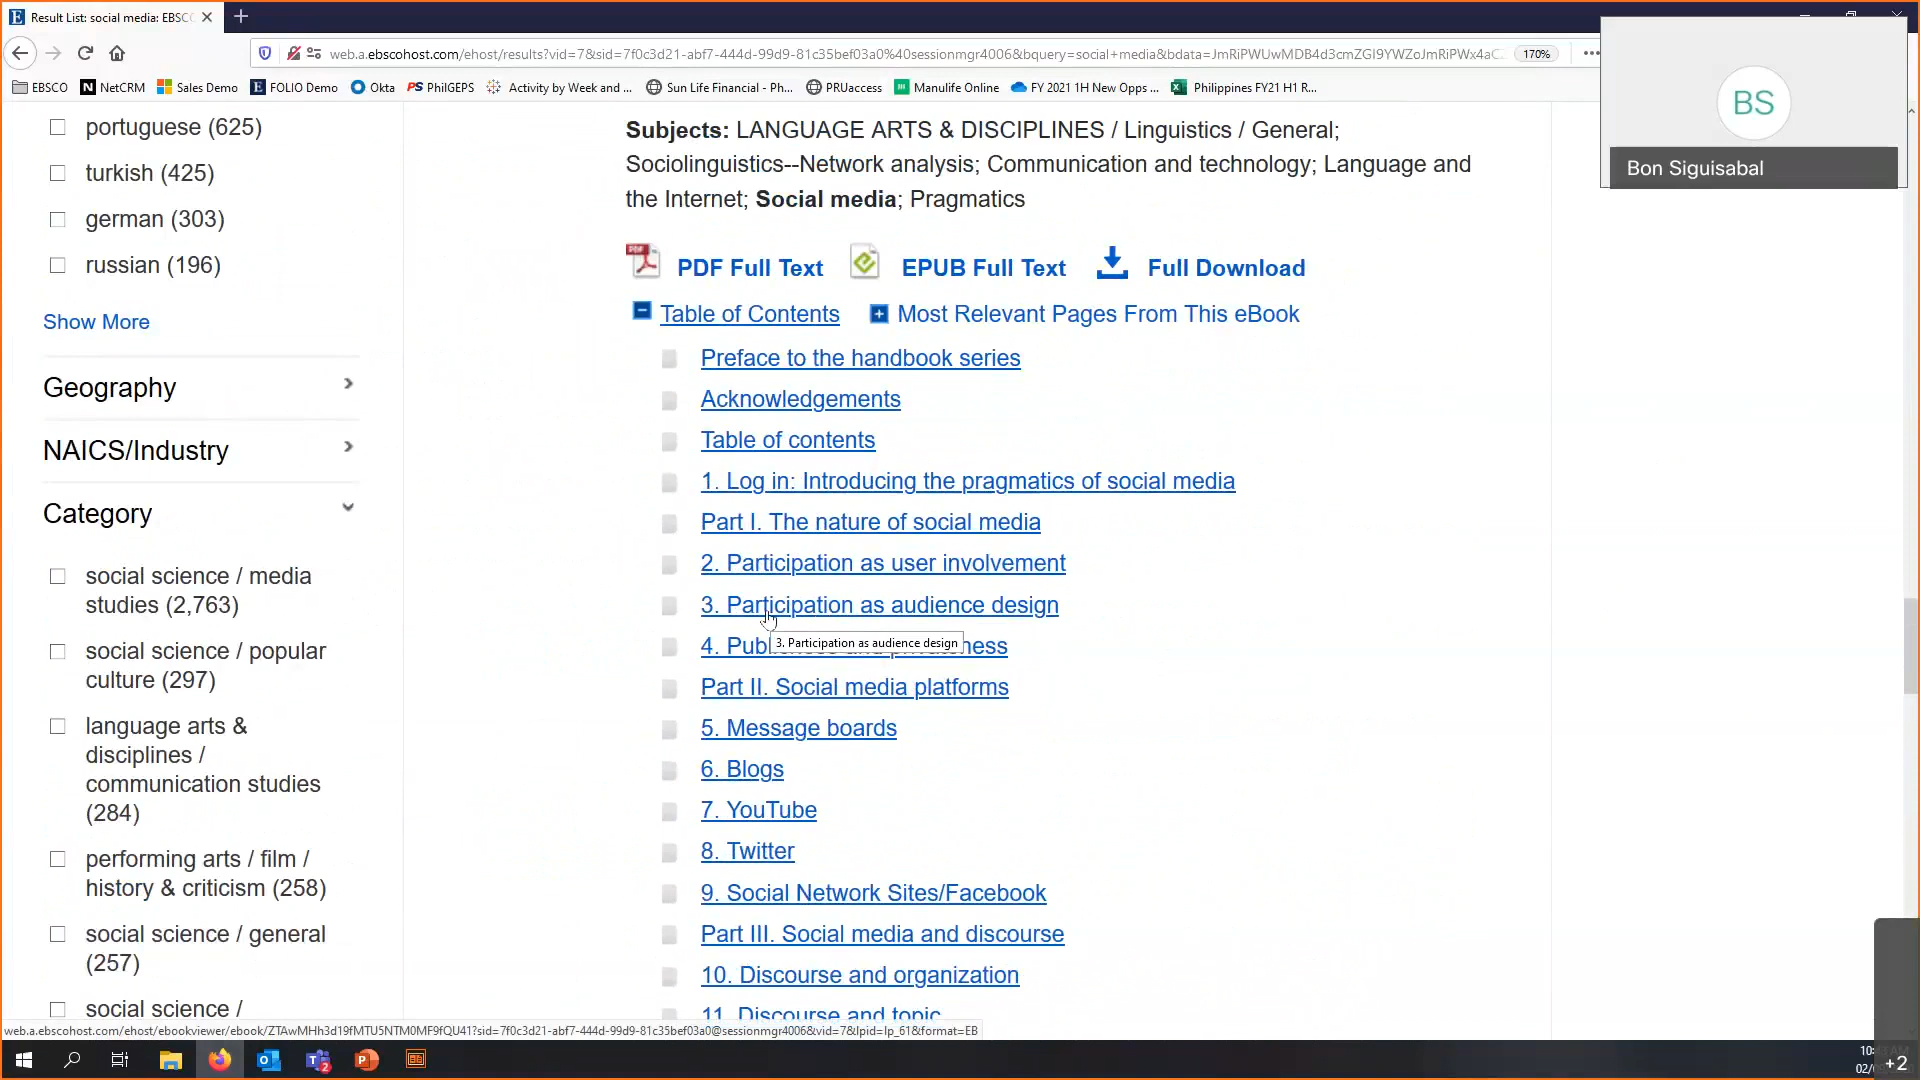 Result List: social media: EBSCO
web.a.ebscohost.com/ehost/results?vid=7&sid=7f0c3d21-abf7-444d-99d9-81c35bef03a0%40sessionmgr4006&bquery=social+media&bdata=JmRiPWUwMDB4d3cmZGI9YWZoJmRiPWx4aC
170%
EBSCO
NetCRM
Sales Demo
FOLIO Demo
Okta
PhilGEPS
Activity by Week and ...
Sun Life Financial - Ph...
PRUaccess
Manulife Online
FY 2021 1H New Opps ...
Philippines FY21 H1 R...
BS
Bon Siguisabal
portuguese (625)
turkish (425)
german (303)
russian (196)
Show More
Geography
NAICS/Industry
Category
social science / media
studies (2,763)
social science / popular
culture (297)
language arts &
disciplines /
communication studies
(284)
performing arts / film /
history & criticism (258)
social science / general
(257)
social science /
Subjects: LANGUAGE ARTS & DISCIPLINES / Linguistics / General;
Sociolinguistics--Network analysis; Communication and technology; Language and
the Internet; Social media; Pragmatics
PDF Full Text
EPUB Full Text
Full Download
Table of Contents
Most Relevant Pages From This eBook
Preface to the handbook series
Acknowledgements
Table of contents
1. Log in: Introducing the pragmatics of social media
Part I. The nature of social media
2. Participation as user involvement
3. Participation as audience design
3. Participation as audience design
4.
Part II. Social media platforms
5. Message boards
6. Blogs
7. YouTube
8. Twitter
9. Social Network Sites/Facebook
Part III. Social media and discourse
10. Discourse and organization
11. Discourse and topic
web.a.ebscohost.com/ehost/ebookviewer/ebook/ZTAwMHh3d19fMTU5NTM0MF9fQU41?sid=7f0c3d21-abf7-444d-99d9-81c35bef03a0@sessionmgr4006&vid=7&lpid=lp_61&format=EB
+2